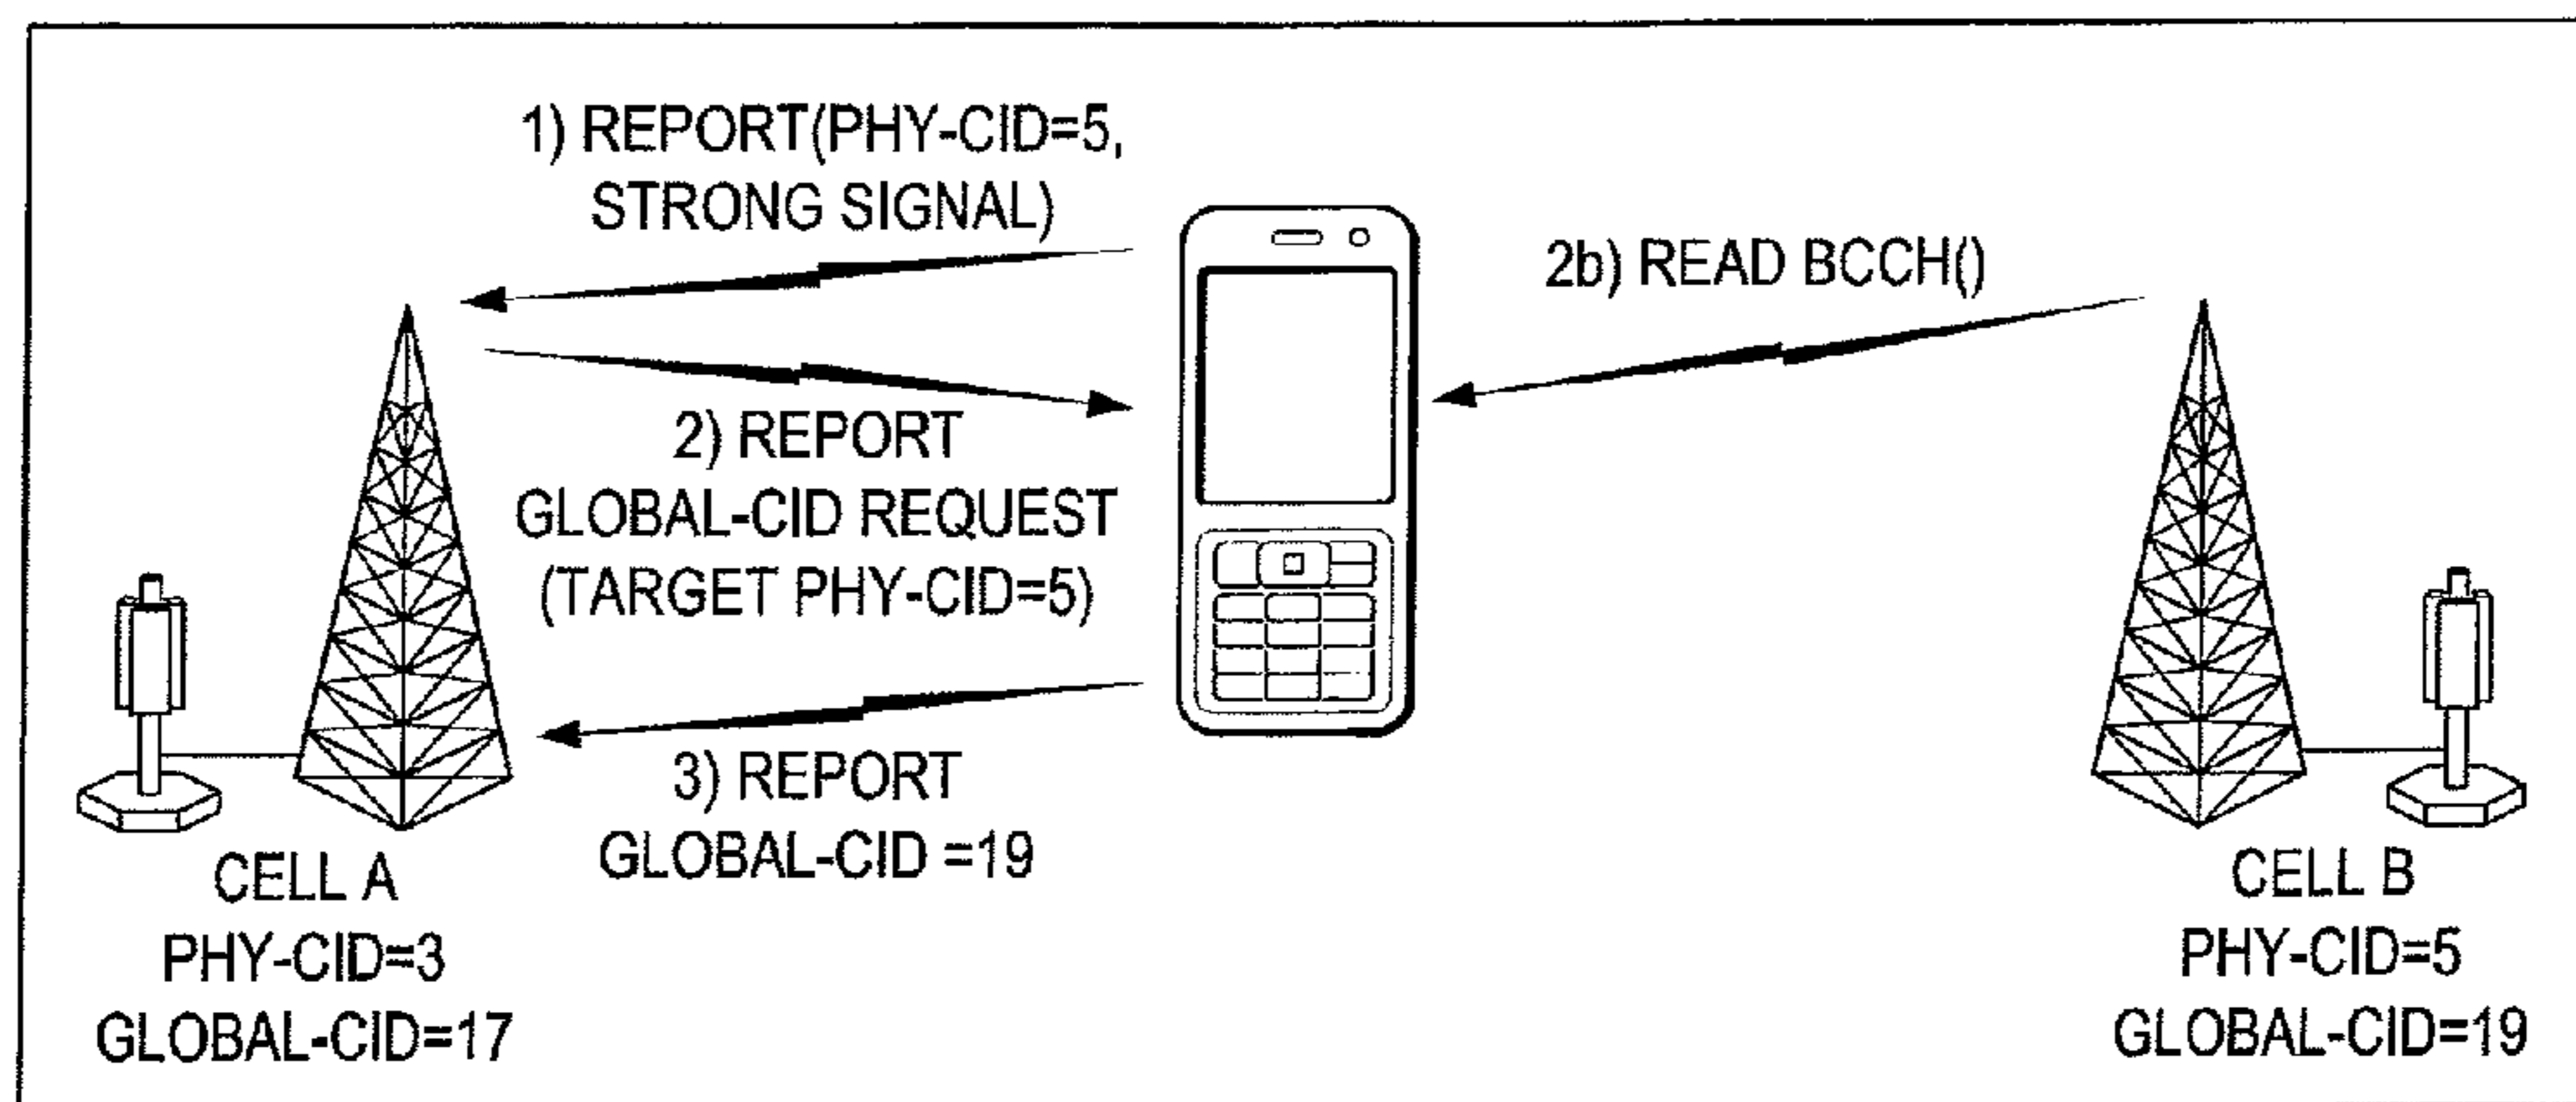 1) REPORT(PHY-CID=5,
STRONG SIGNAL)
2b) READ BCCH()
2) REPORT
GLOBAL-CID REQUEST
(TARGET PHY-CID=5)
3) REPORT
GLOBAL-CID =19
CELL A
PHY-CID=3
GLOBAL-CID=17
CELL B
PHY-CID=5
GLOBAL-CID=19